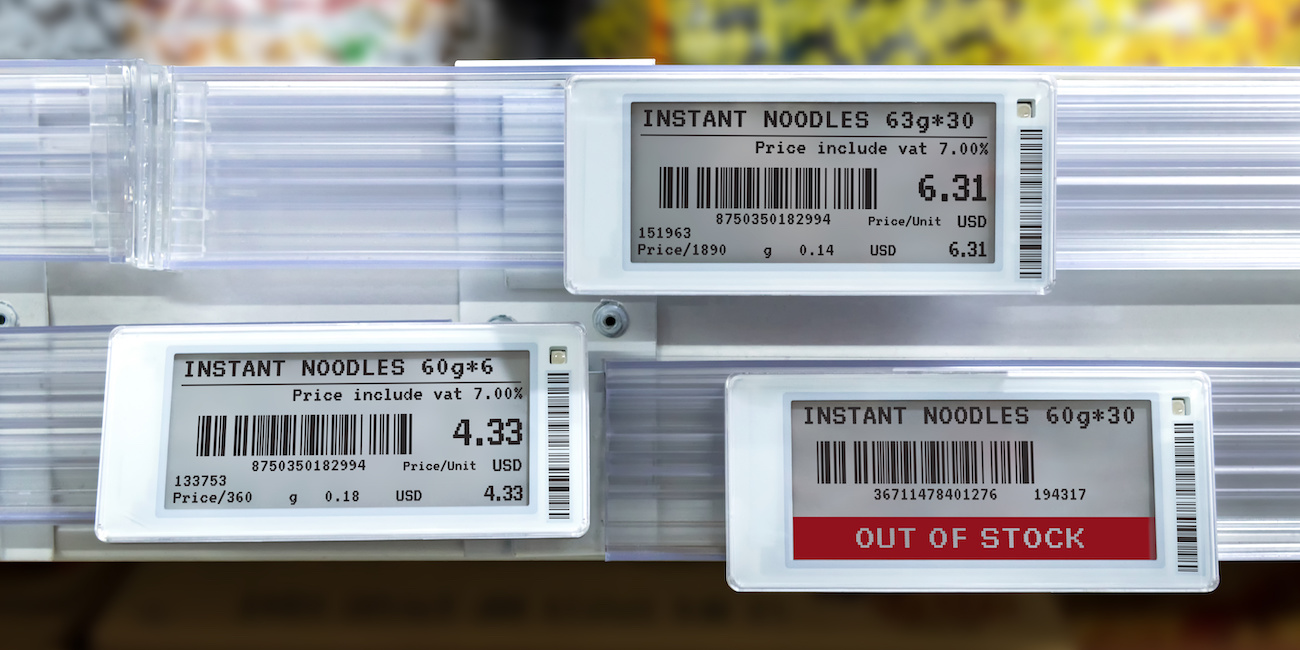 INSTANT NOODLES 63g*30
Price include vat 7.00%
6.31
8750350182994 Price/Unit USD
151963
Price/1890 g 0.14 USD 6.31
INSTANT NOODLES 60g*6
Price include vat 7.00%
4.33
8750350182994 Price/Unit USD
133753
Price/360 g 0.18 USD 4.33
INSTANT NOODLES 60g*30
36711478401276 194317
OUT OF STOCK